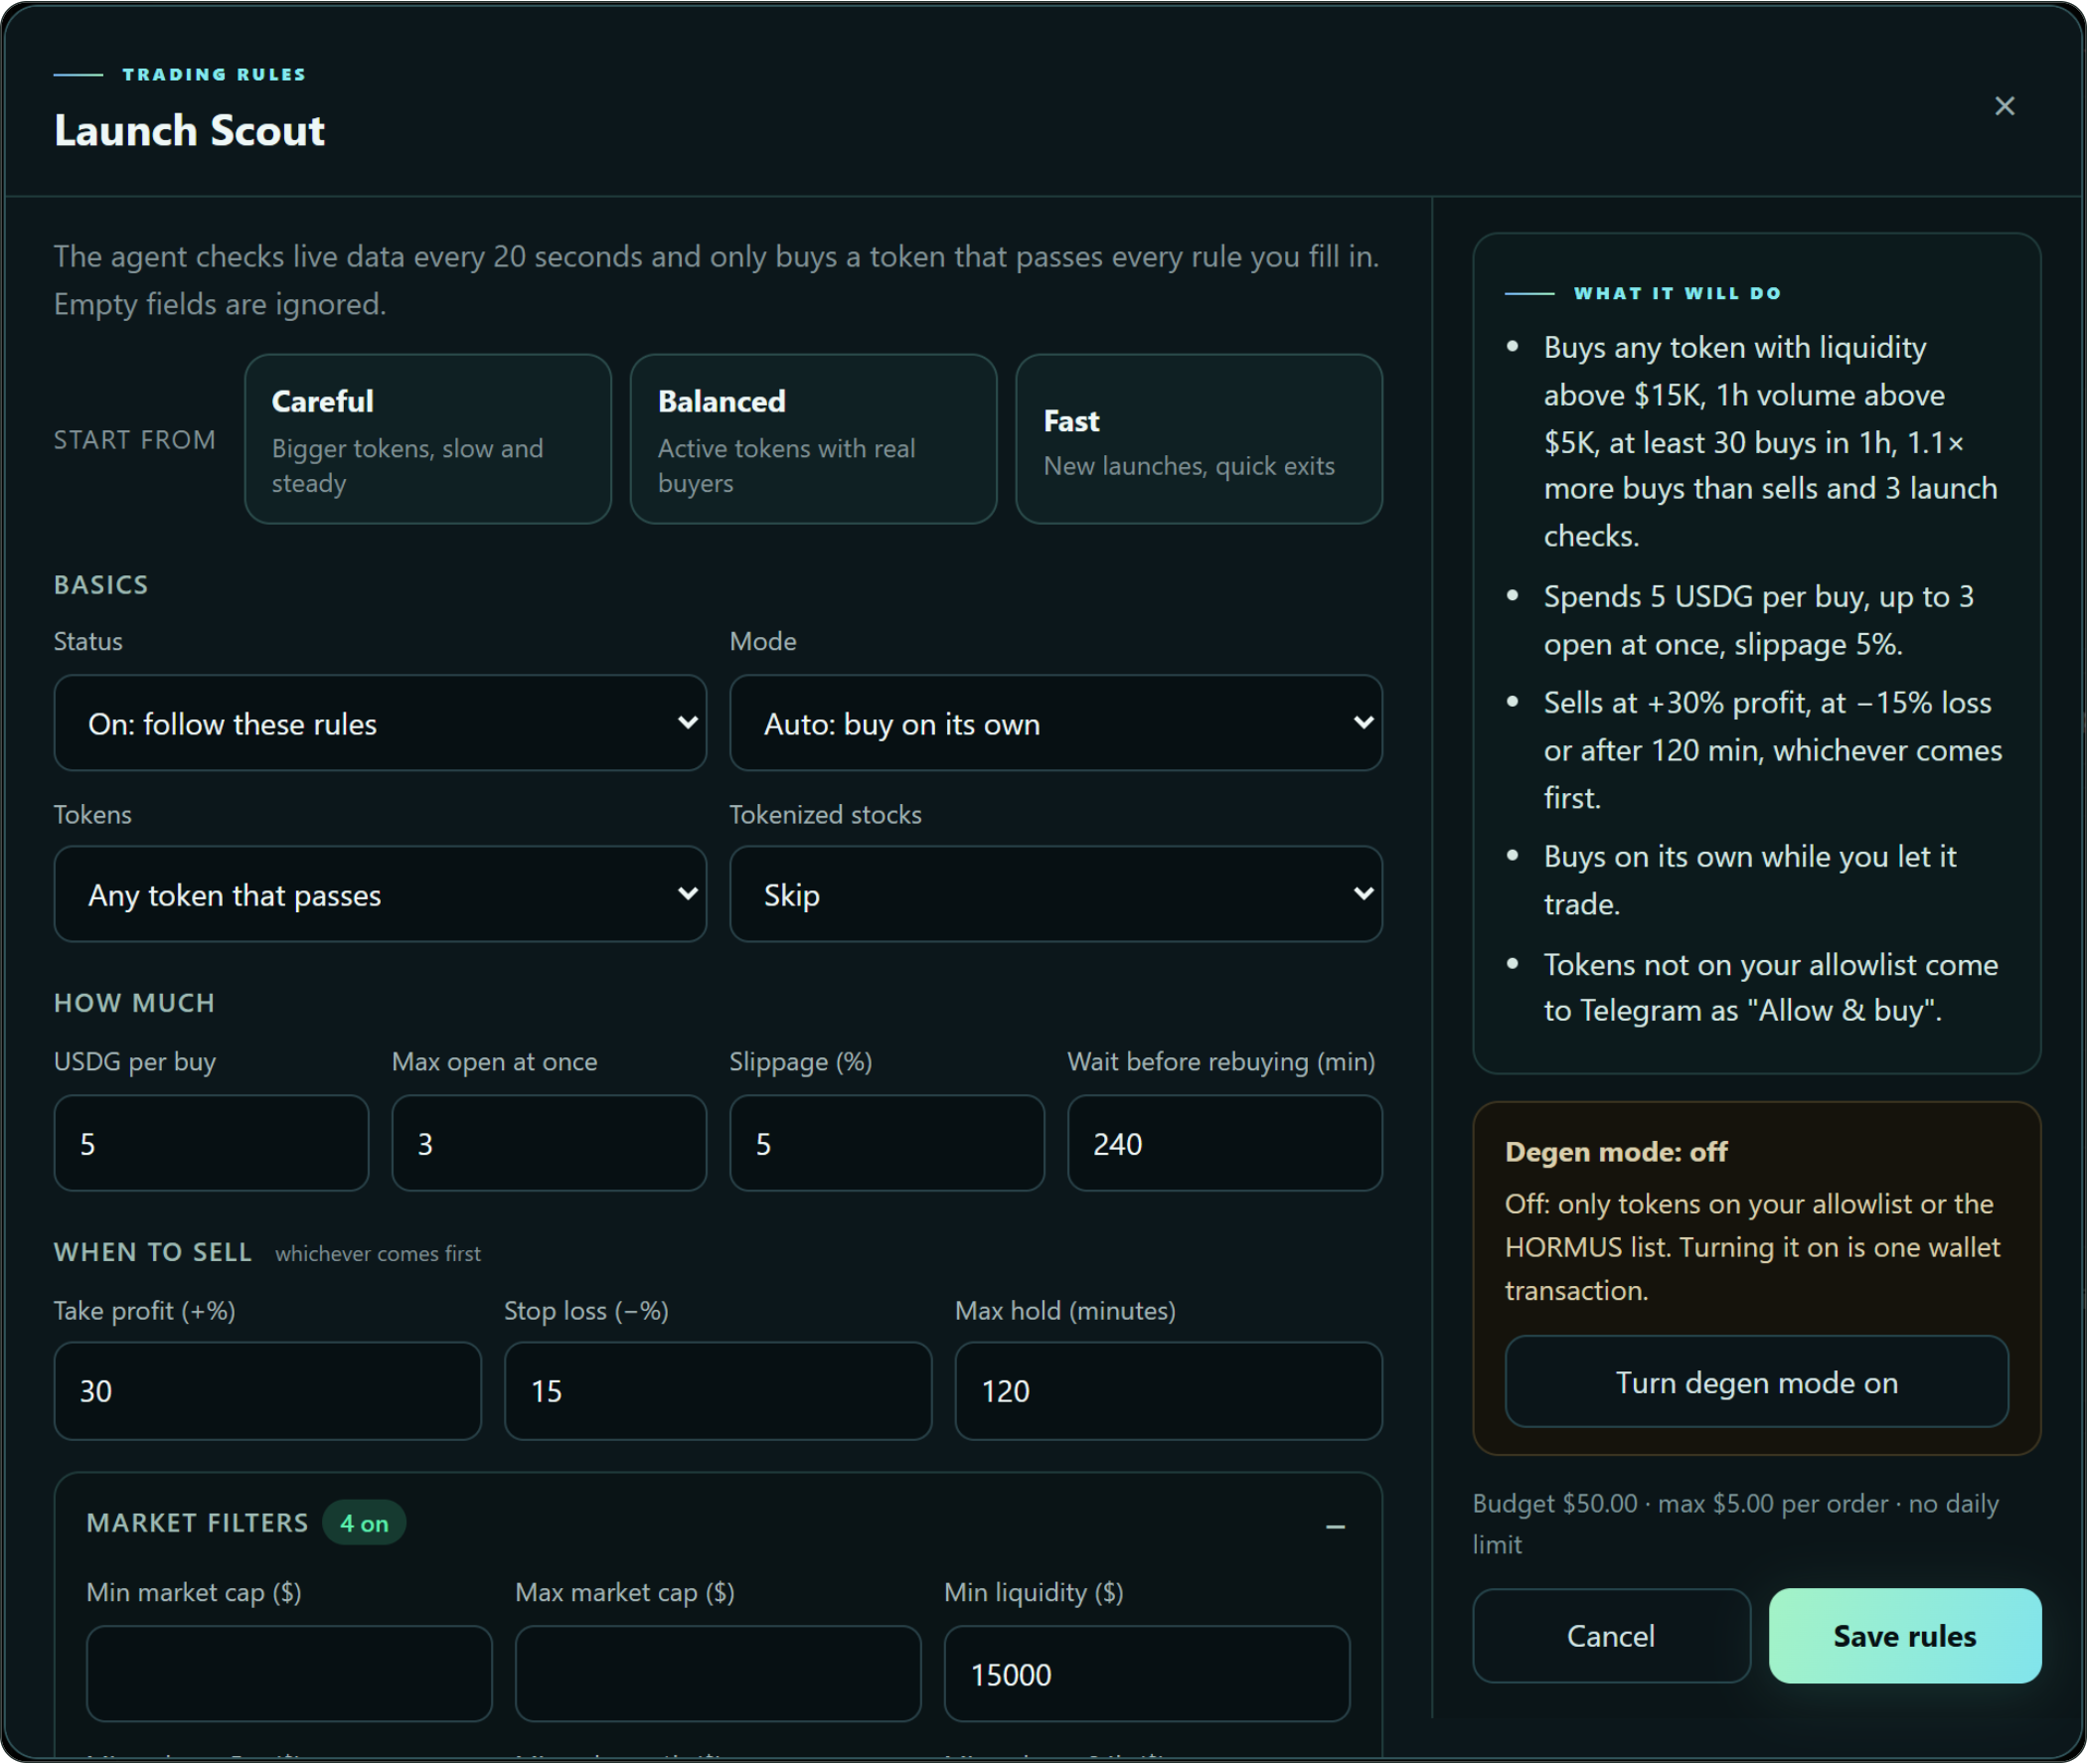 TRADING RULES
Launch Scout
×
The agent checks live data every 20 seconds and only buys a token that passes every rule you fill in.
Empty fields are ignored.
START FROM
Careful
Bigger tokens, slow and
steady
Balanced
Active tokens with real
buyers
Fast
New launches, quick exits
BASICS
Status
Mode
On: follow these rules
Auto: buy on its own
Tokens
Tokenized stocks
Any token that passes
Skip
HOW MUCH
USDG per buy
Max open at once
Slippage (%)
Wait before rebuying (min)
5
3
5
240
WHEN TO SELL whichever comes first
Take profit (+%)
Stop loss (−%)
Max hold (minutes)
30
15
120
MARKET FILTERS 4 on
Min market cap ($)
Max market cap ($)
Min liquidity ($)
15000
WHAT IT WILL DO
• Buys any token with liquidity
above $15K, 1h volume above
$5K, at least 30 buys in 1h, 1.1×
more buys than sells and 3 launch
checks.
• Spends 5 USDG per buy, up to 3
open at once, slippage 5%.
• Sells at +30% profit, at −15% loss
or after 120 min, whichever comes
first.
• Buys on its own while you let it
trade.
• Tokens not on your allowlist come
to Telegram as "Allow & buy".
Degen mode: off
Off: only tokens on your allowlist or the
HORMUS list. Turning it on is one wallet
transaction.
Turn degen mode on
Budget $50.00 · max $5.00 per order · no daily
limit
Cancel
Save rules